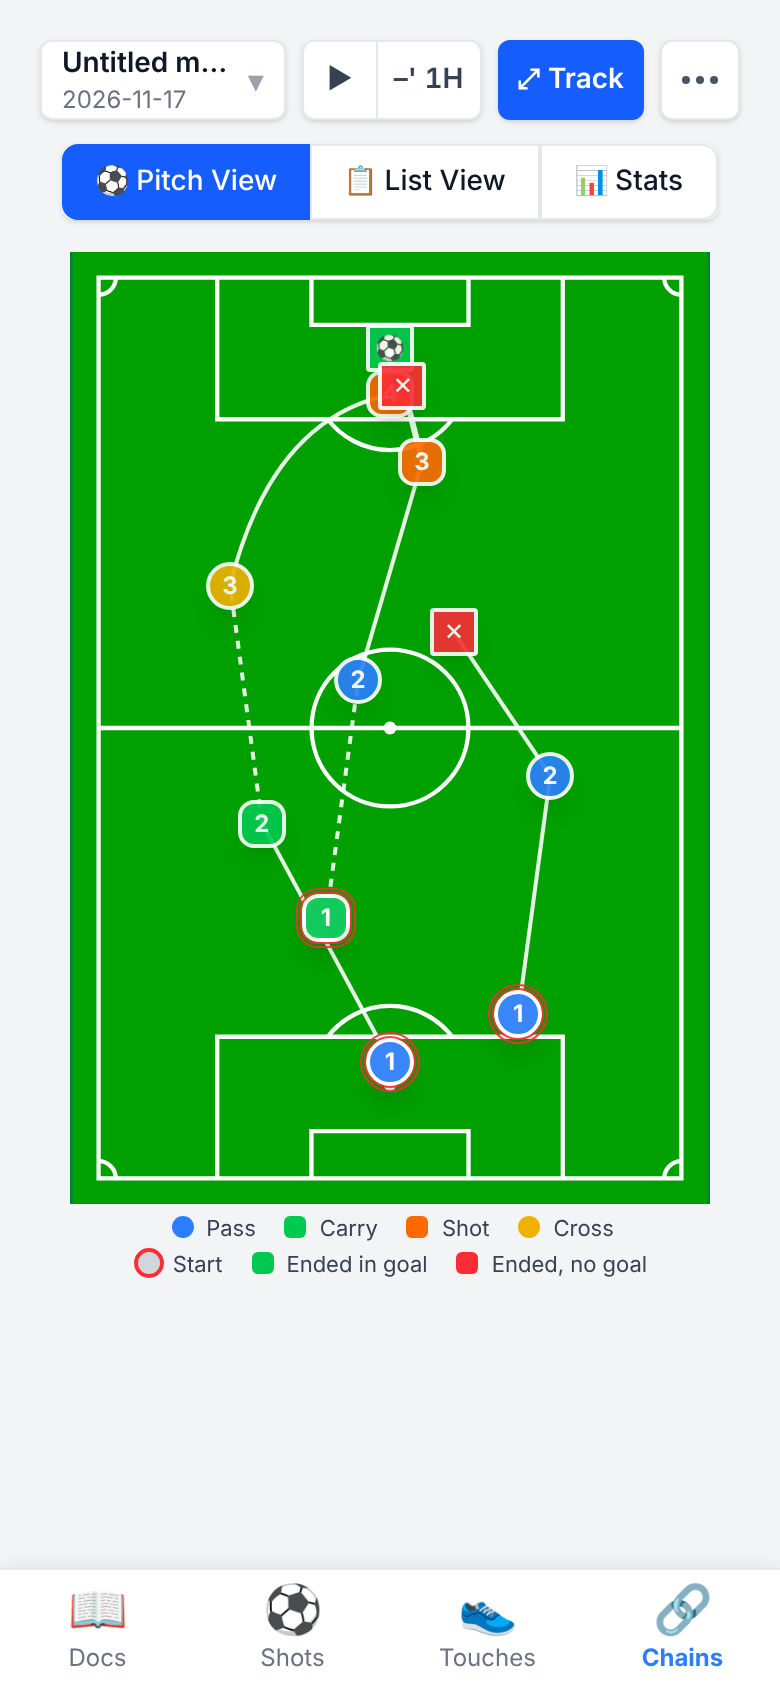 Untitled m...
2026-11-17
–' 1H
Track
Pitch View
List View
Stats
3
3
2
2
2
1
1
1
Pass
Carry
Shot
Cross
Start
Ended in goal
Ended, no goal
Docs
Shots
Touches
Chains